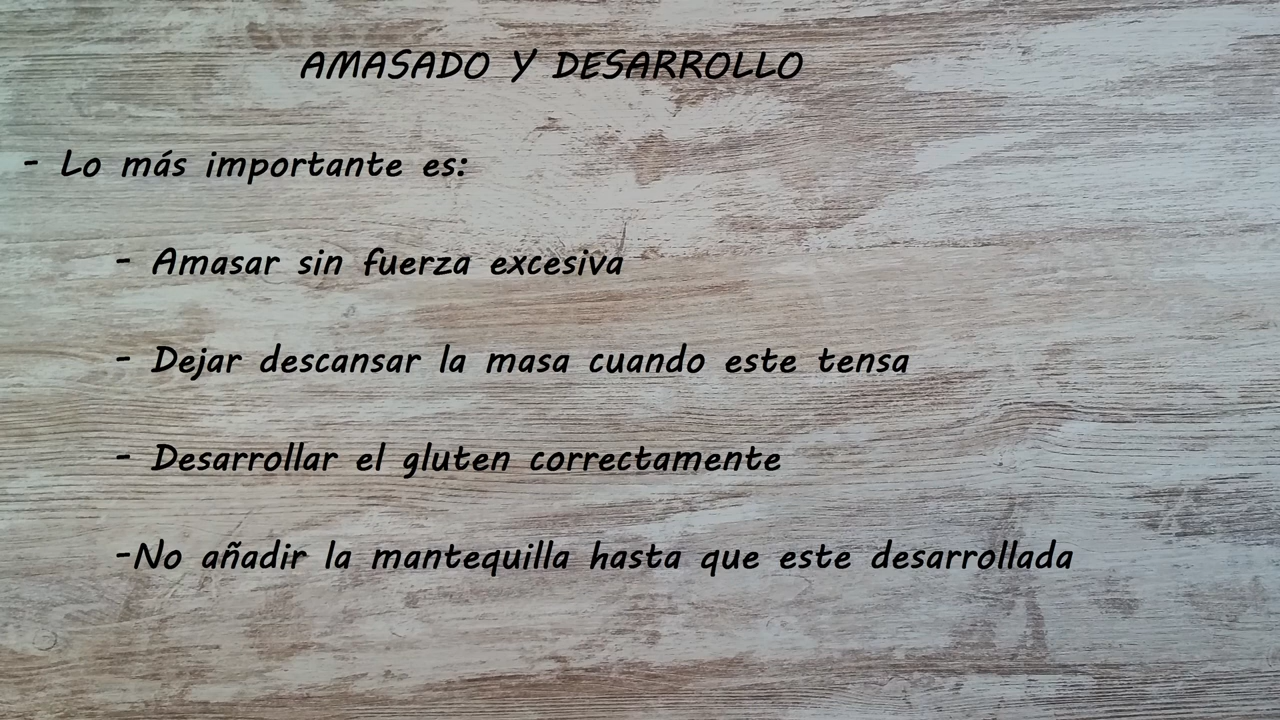 AMASADO Y DESARROLLO
- Lo más importante es:
- Amasar sin fuerza excesiva
- Dejar descansar la masa cuando este tensa
- Desarrollar el gluten correctamente
-No añadir la mantequilla hasta que este desarrollada